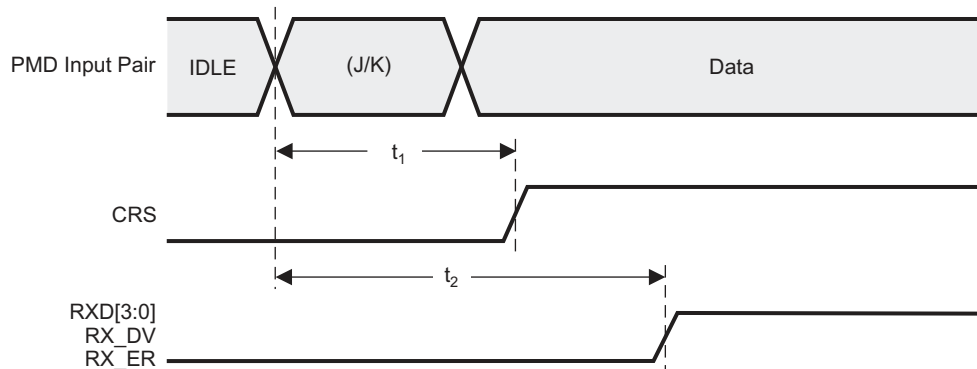 PMD Input Pair
IDLE
(J/K)
Data
t1
CRS
t2
RXD[3:0]
RX_DV
RX_ER